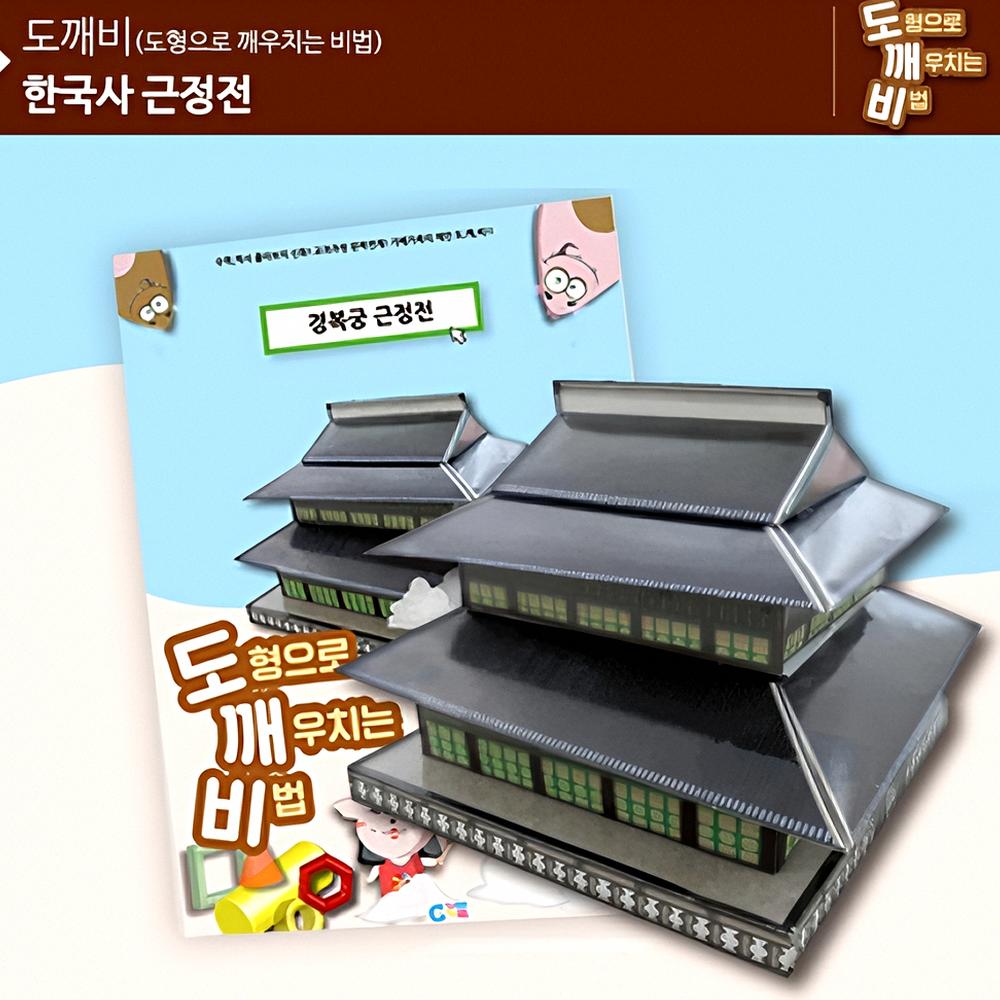 도깨비 (도형으로 깨우치는 비법)
한국사 근정전
도형으로
깨우치는
비법
경복궁 근정전
도형으로
깨우치는
비법